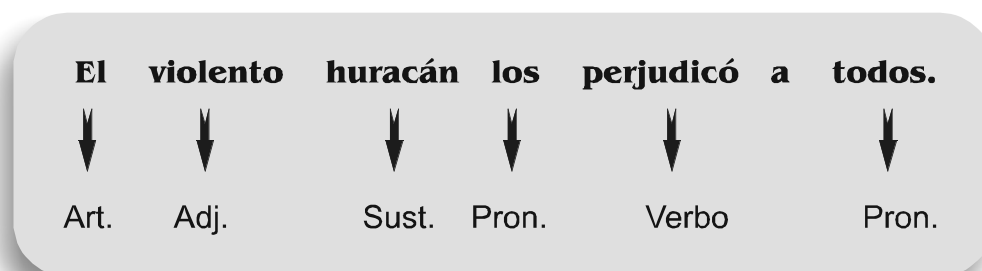 El violento huracán los perjudicó a todos.
Art. Adj. Sust. Pron. Verbo Pron.